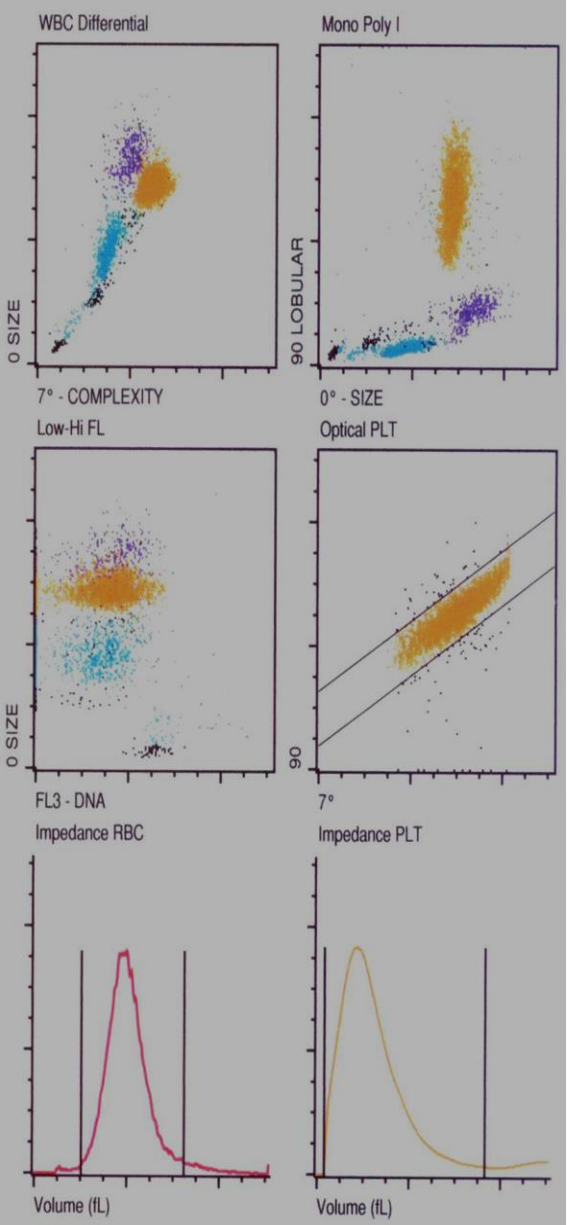 WBC Differential
Mono Poly I
0 SIZE
90 LOBULAR
7° - COMPLEXITY
0° - SIZE
Low-Hi FL
Optical PLT
0 SIZE
90
FL3 - DNA
7°
Impedance RBC
Impedance PLT
Volume (fL)
Volume (fL)